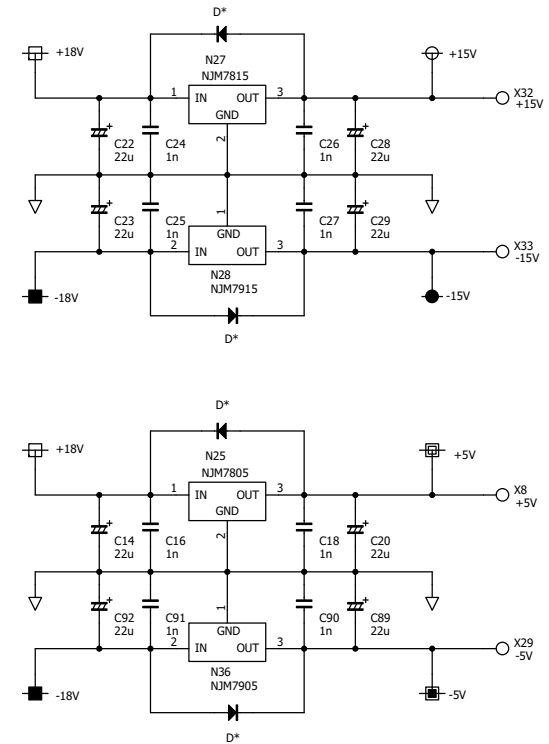 D*
+18V
+15V
N27
NJM7815
1 IN OUT 3
GND
2
X32
+15V
+
C22
22u
C24
1n
C26
1n
+
C28
22u
+
C23
22u
C25
1n
1
C27
1n
+
C29
22u
GND
2 IN OUT 3
X33
-15V
N28
NJM7915
-18V
-15V
D*
D*
+18V
+5V
N25
NJM7805
1 IN OUT 3
GND
2
X8
+5V
+
C14
22u
C16
1n
C18
1n
+
C20
22u
+
C92
22u
C91
1n
1
C90
1n
+
C89
22u
GND
2 IN OUT 3
X29
-5V
N36
NJM7905
-18V
-5V
D*